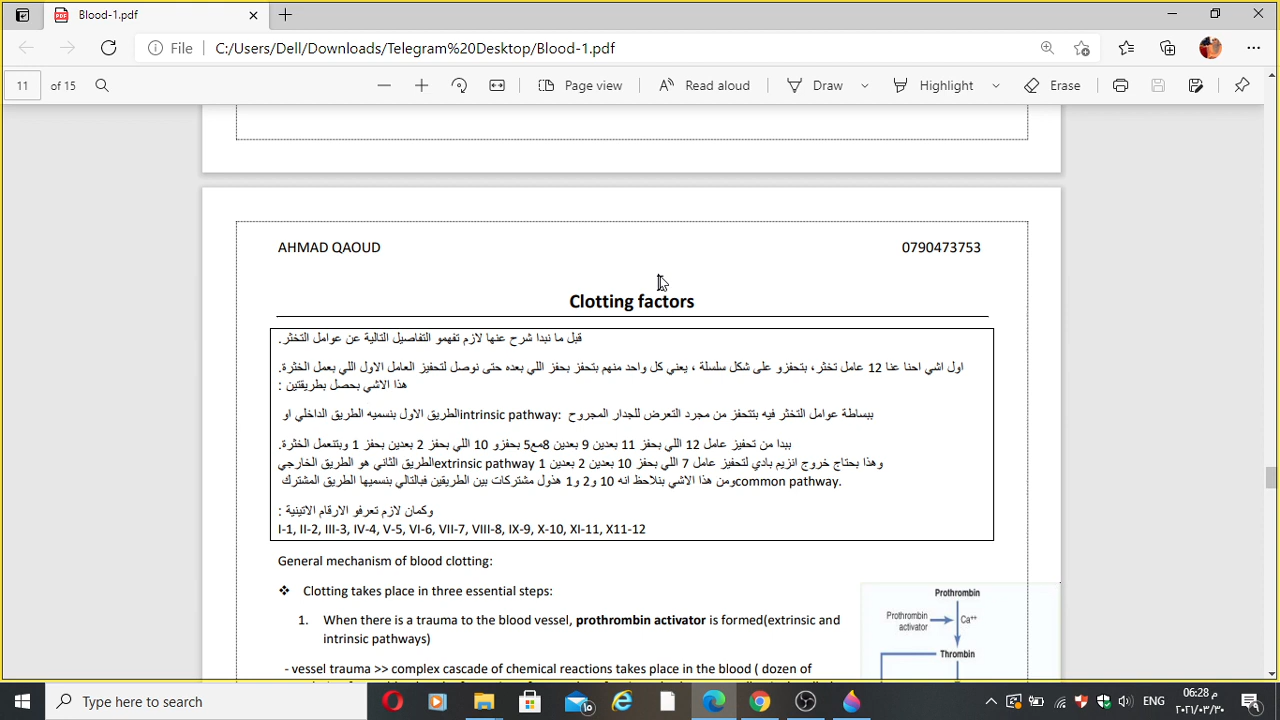 Blood-1.pdf
File
C:/Users/Dell/Downloads/Telegram%20Desktop/Blood-1.pdf
11 of 15
Page view
Read aloud
Draw
Highlight
Erase
AHMAD QAOUD 0790473753
Clotting factors
قبل ما نبدا شرح عنها لازم تفهمو التفاصيل التالية عن عوامل التخثر.
اول اشي احنا عنا 12 عامل تخثر، بتحفزو على شكل سلسلة ، يعني كل واحد منهم بتحفز بحفز اللي بعده حتى نوصل لتحفيز العامل الاول اللي بعمل الخثرة.
هذا الاشي بحصل بطريقتين :
ببساطة عوامل التخثر فيه بتتحفز من مجرد التعرض للجدار المجروح :intrinsic pathwayالطريق الاول بنسميه الطريق الداخلي او
ببدا من تحفيز عامل 12 اللي بحفز 11 بعدين 9 بعدين 8مع5 بحفزو 10 اللي بحفز 2 بعدين بحفز 1 وبتنعمل الخثرة.
وهذا بحتاج خروج انزيم بادي لتحفيز عامل 7 اللي بحفز 10 بعدين 2 بعدين 1 extrinsic pathwayالطريق الثاني هو الطريق الخارجي
ومن هذا الاشي بنلاحظ انه 10 و2 و1 هذول مشتركات بين الطريقين فبالتالي بنسميها الطريق المشترك common pathway.
وكمان لازم تعرفو الارقام الاتينية :
I-1, II-2, III-3, IV-4, V-5, VI-6, VII-7, VIII-8, IX-9, X-10, XI-11, X11-12
General mechanism of blood clotting:
❖ Clotting takes place in three essential steps:
1. When there is a trauma to the blood vessel, prothrombin activator is formed(extrinsic and
intrinsic pathways)
- vessel trauma >> complex cascade of chemical reactions takes place in the blood ( dozen of
Prothrombin
Prothrombin
activator
Ca++
Thrombin
Type here to search
ENG
06:28 م
٢٠٢١/٠٣/٣٠